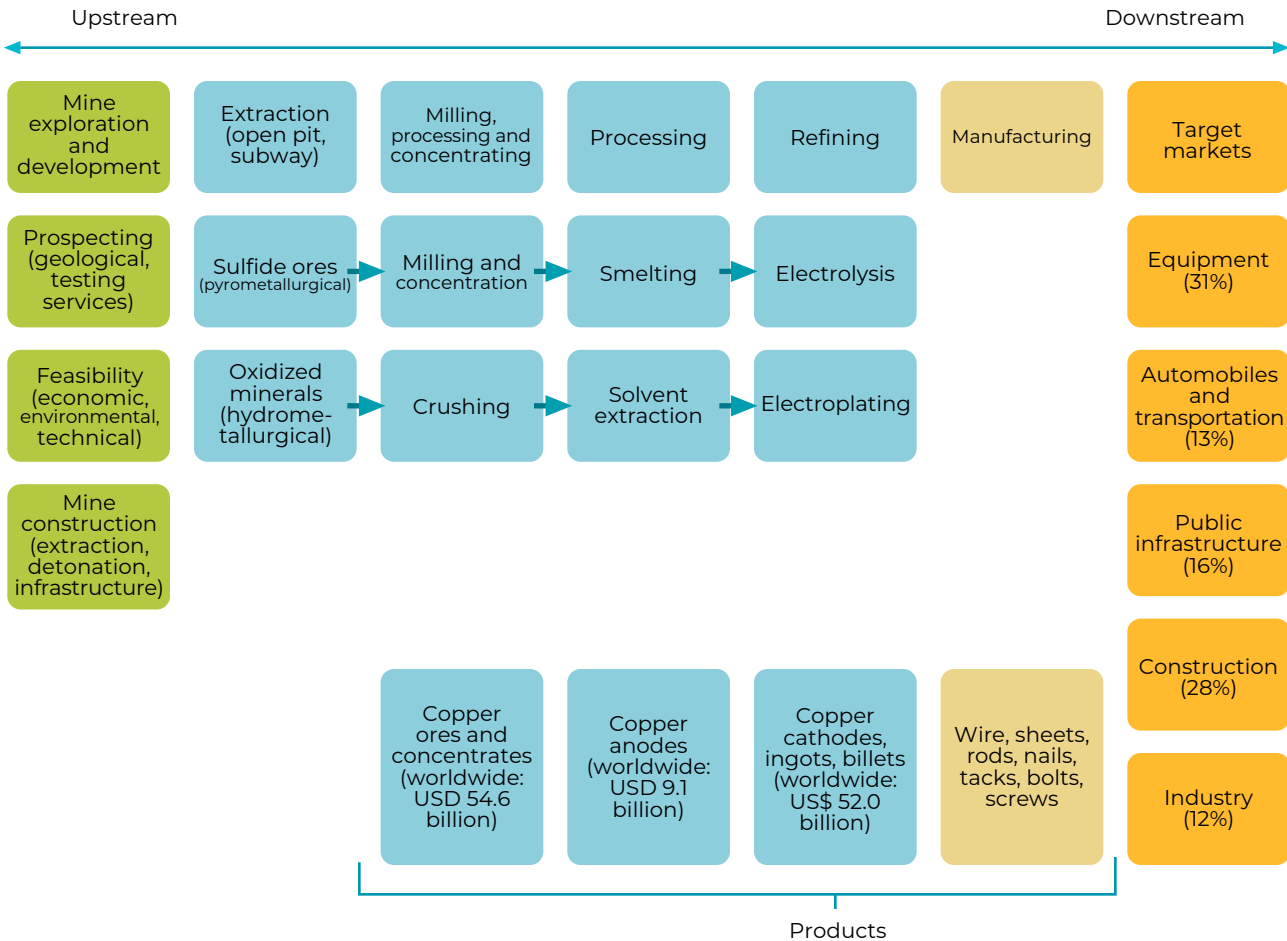 Upstream
Downstream
Mine
exploration
and
development
Extraction
(open pit,
subway)
Milling,
processing and
concentrating
Processing
Refining
Manufacturing
Target
markets
Prospecting
(geological,
testing
services)
Sulfide ores
(pyrometallurgical)
Milling and
concentration
Smelting
Electrolysis
Equipment
(31%)
Feasibility
(economic,
environmental,
technical)
Oxidized
minerals
(hydrome-
tallurgical)
Crushing
Solvent
extraction
Electroplating
Automobiles
and
transportation
(13%)
Mine
construction
(extraction,
detonation,
infrastructure)
Public
infrastructure
(16%)
Construction
(28%)
Copper
ores and
concentrates
(worldwide:
USD 54.6
billion)
Copper
anodes
(worldwide:
USD 9.1
billion)
Copper
cathodes,
ingots, billets
(worldwide:
US$ 52.0
billion)
Wire, sheets,
rods, nails,
tacks, bolts,
screws
Industry
(12%)
Products